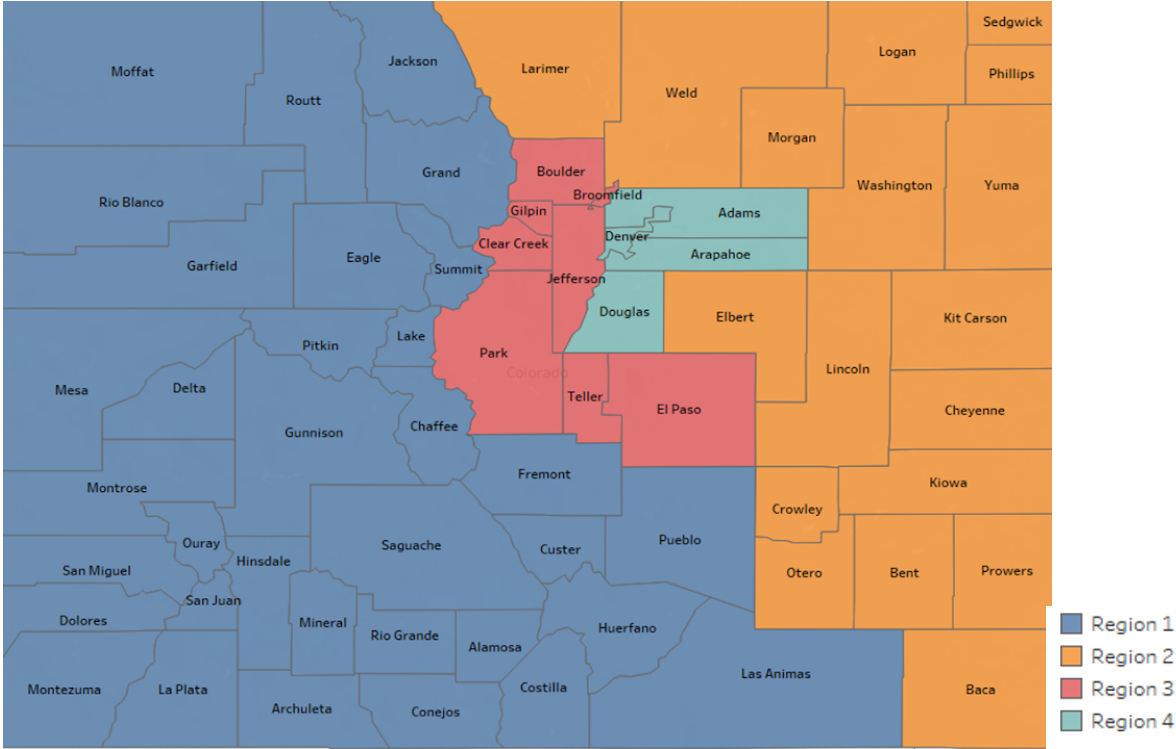 Sedgwick
Logan
Jackson
Larimer
Moffat
Phillips
Weld
Routt
Morgan
Boulder
Grand
Washington
Yuma
Broomfield
Rio Blanco
Gilpin
Adams
Denver
Clear Creek
Arapahoe
Eagle
Garfield
Summit
Jefferson
Douglas
Elbert
Kit Carson
Lake
Pitkin
Park
Lincoln
Colorado
Mesa
Delta
Teller
El Paso
Cheyenne
Chaffee
Gunnison
Fremont
Kiowa
Montrose
Crowley
Pueblo
Ouray
Saguache
Custer
Hinsdale
San Miguel
Otero
Bent
Prowers
San Juan
Dolores
Mineral
Rio Grande
Huerfano
Region 1
Alamosa
Region 2
Las Animas
Montezuma
La Plata
Costilla
Baca
Region 3
Archuleta
Conejos
Region 4